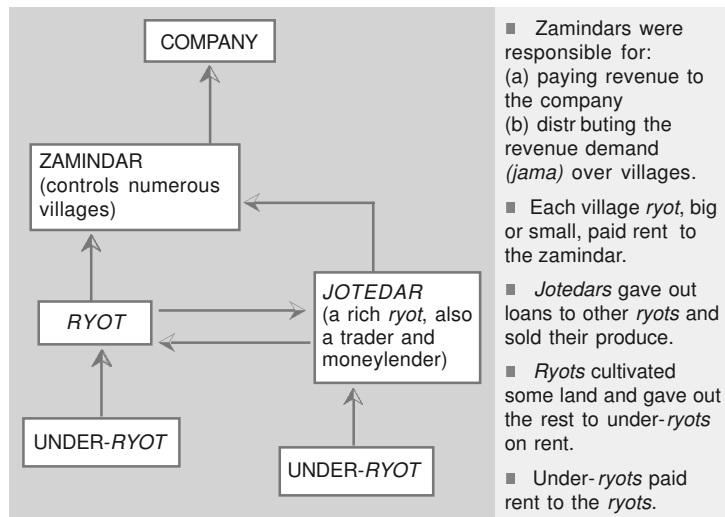 COMPANY
ZAMINDAR
(controls numerous
villages)
RYOT
JOTEDAR
(a rich ryot, also
a trader and
moneylender)
UNDER-RYOT
UNDER-RYOT
■ Zamindars were
responsible for:
(a) paying revenue to
the company
(b) distr buting the
revenue demand
(jama) over villages.
■ Each village ryot, big
or small, paid rent to
the zamindar.
■ Jotedars gave out
loans to other ryots and
sold their produce.
■ Ryots cultivated
some land and gave out
the rest to under-ryots
on rent.
■ Under-ryots paid
rent to the ryots.